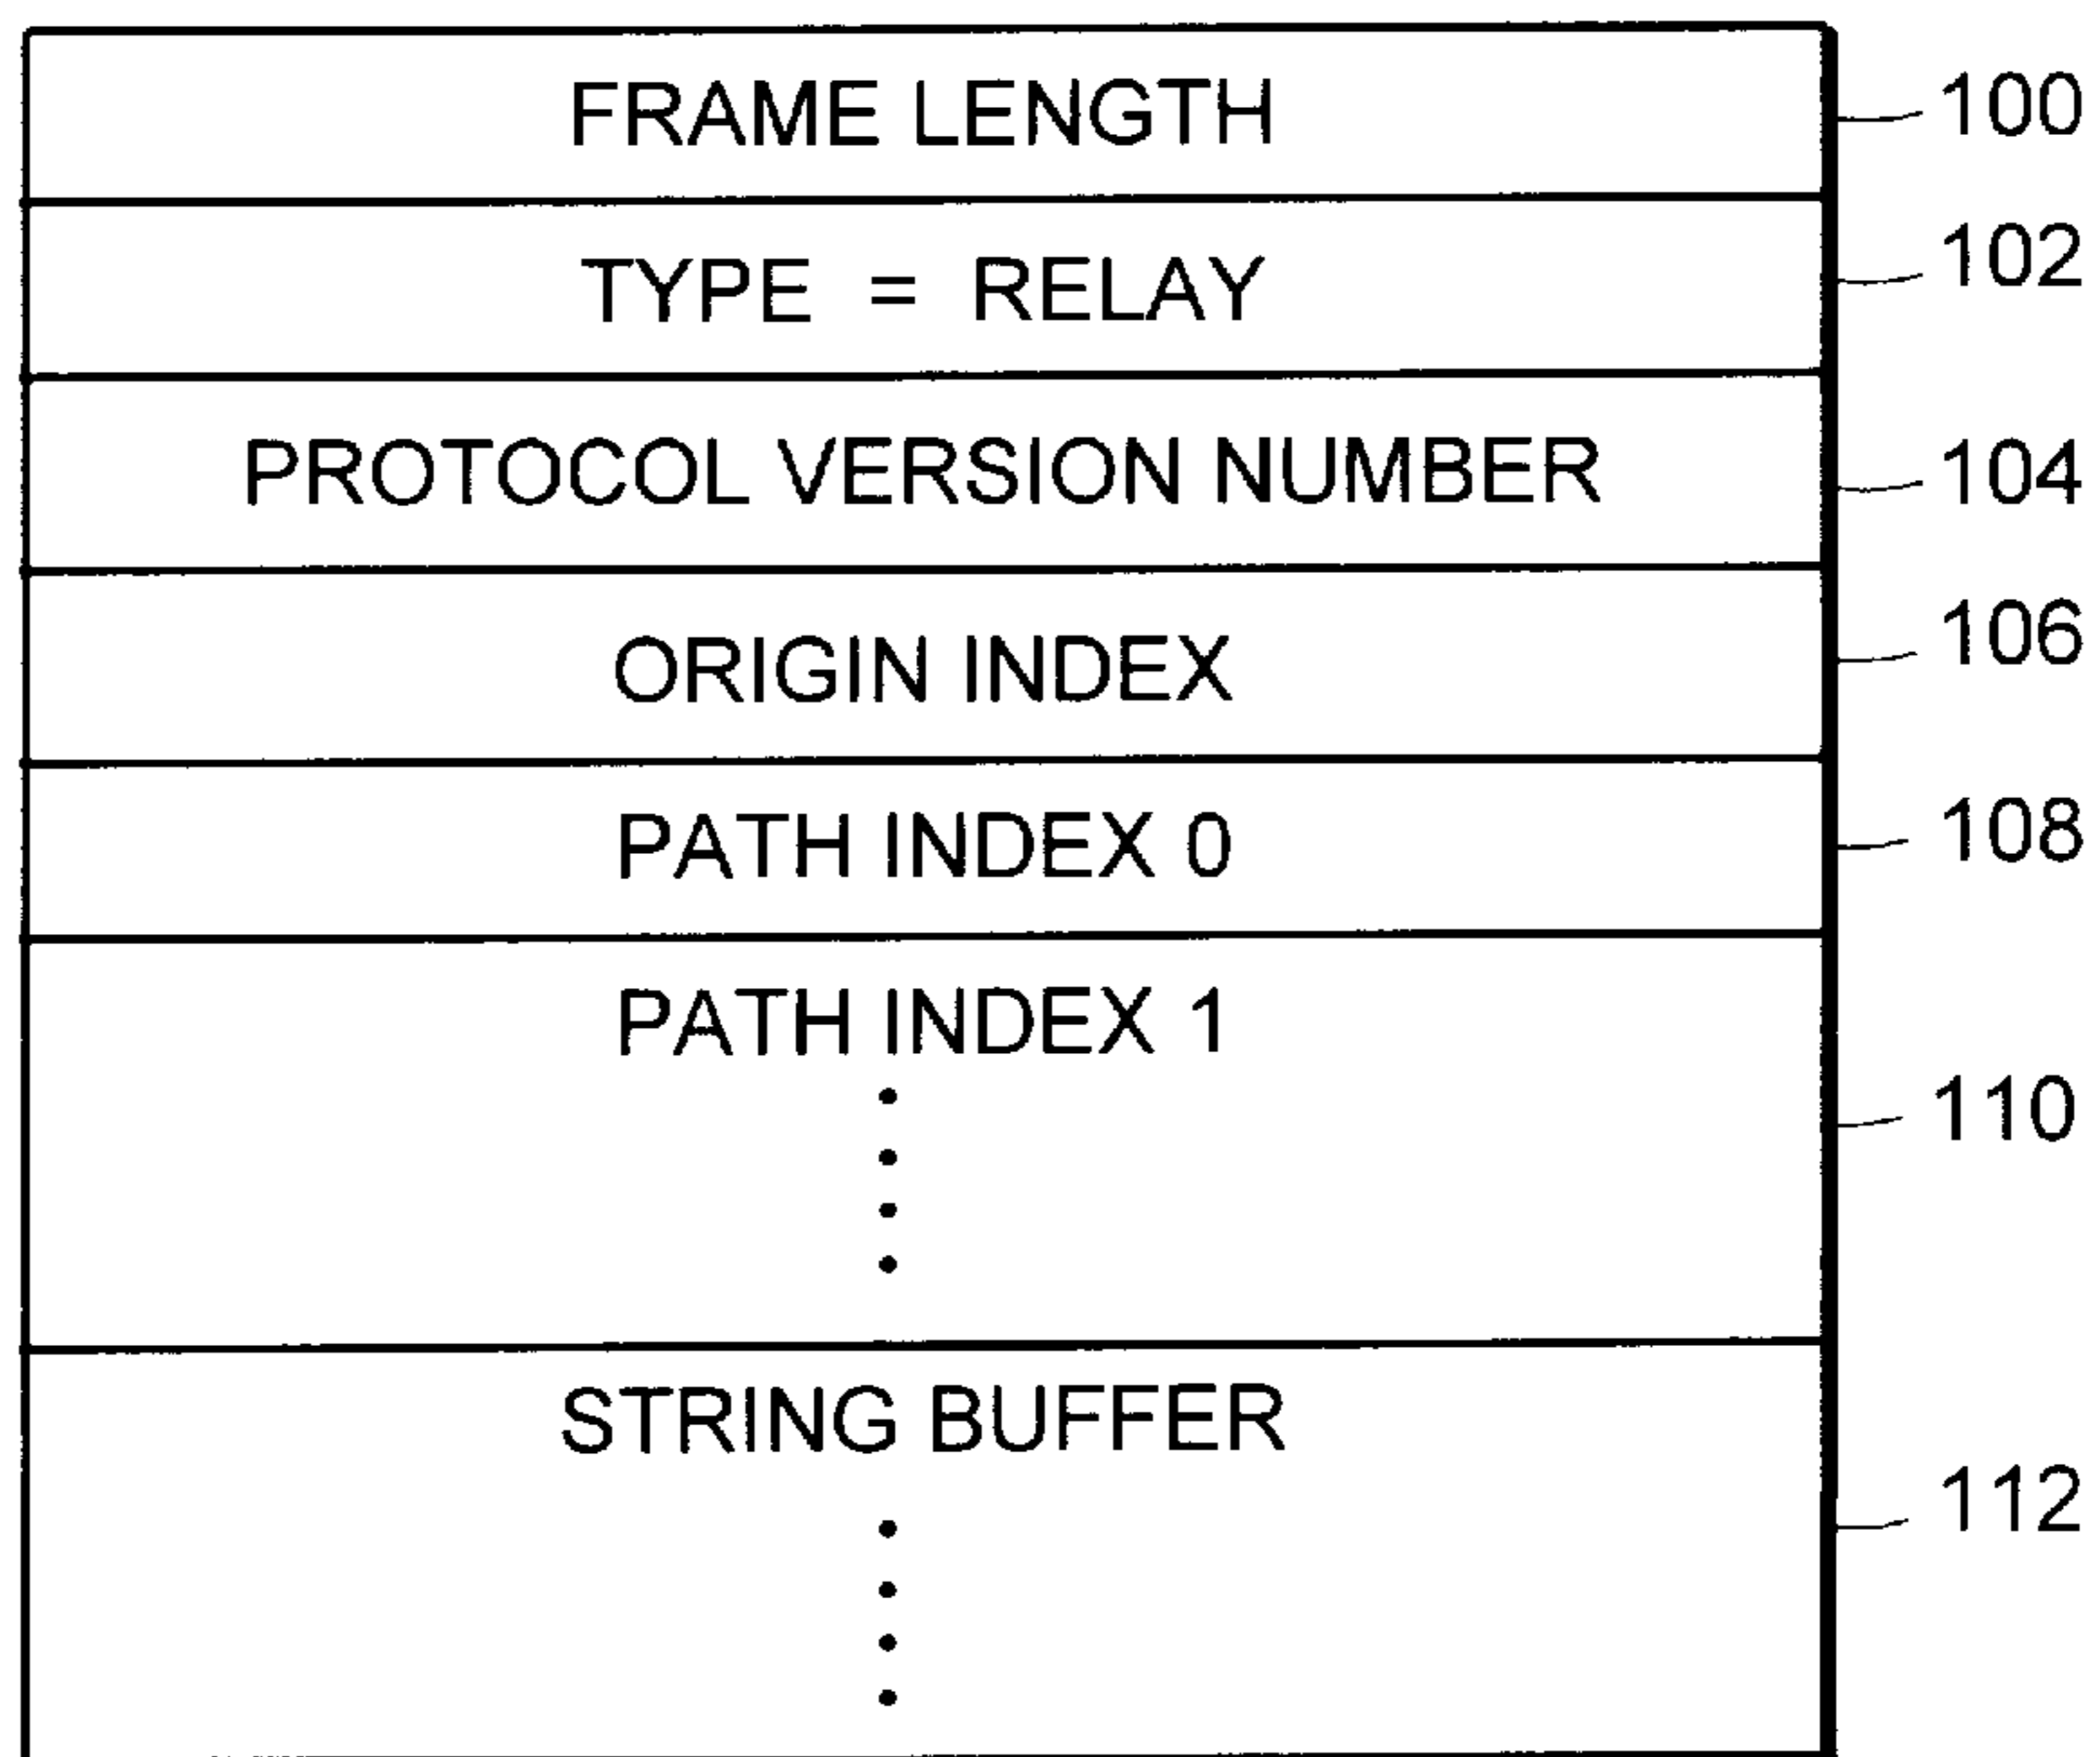 FRAME LENGTH 100
TYPE = RELAY 102
PROTOCOL VERSION NUMBER 104
ORIGIN INDEX 106
PATH INDEX 0 108
PATH INDEX 1
110
STRING BUFFER
112